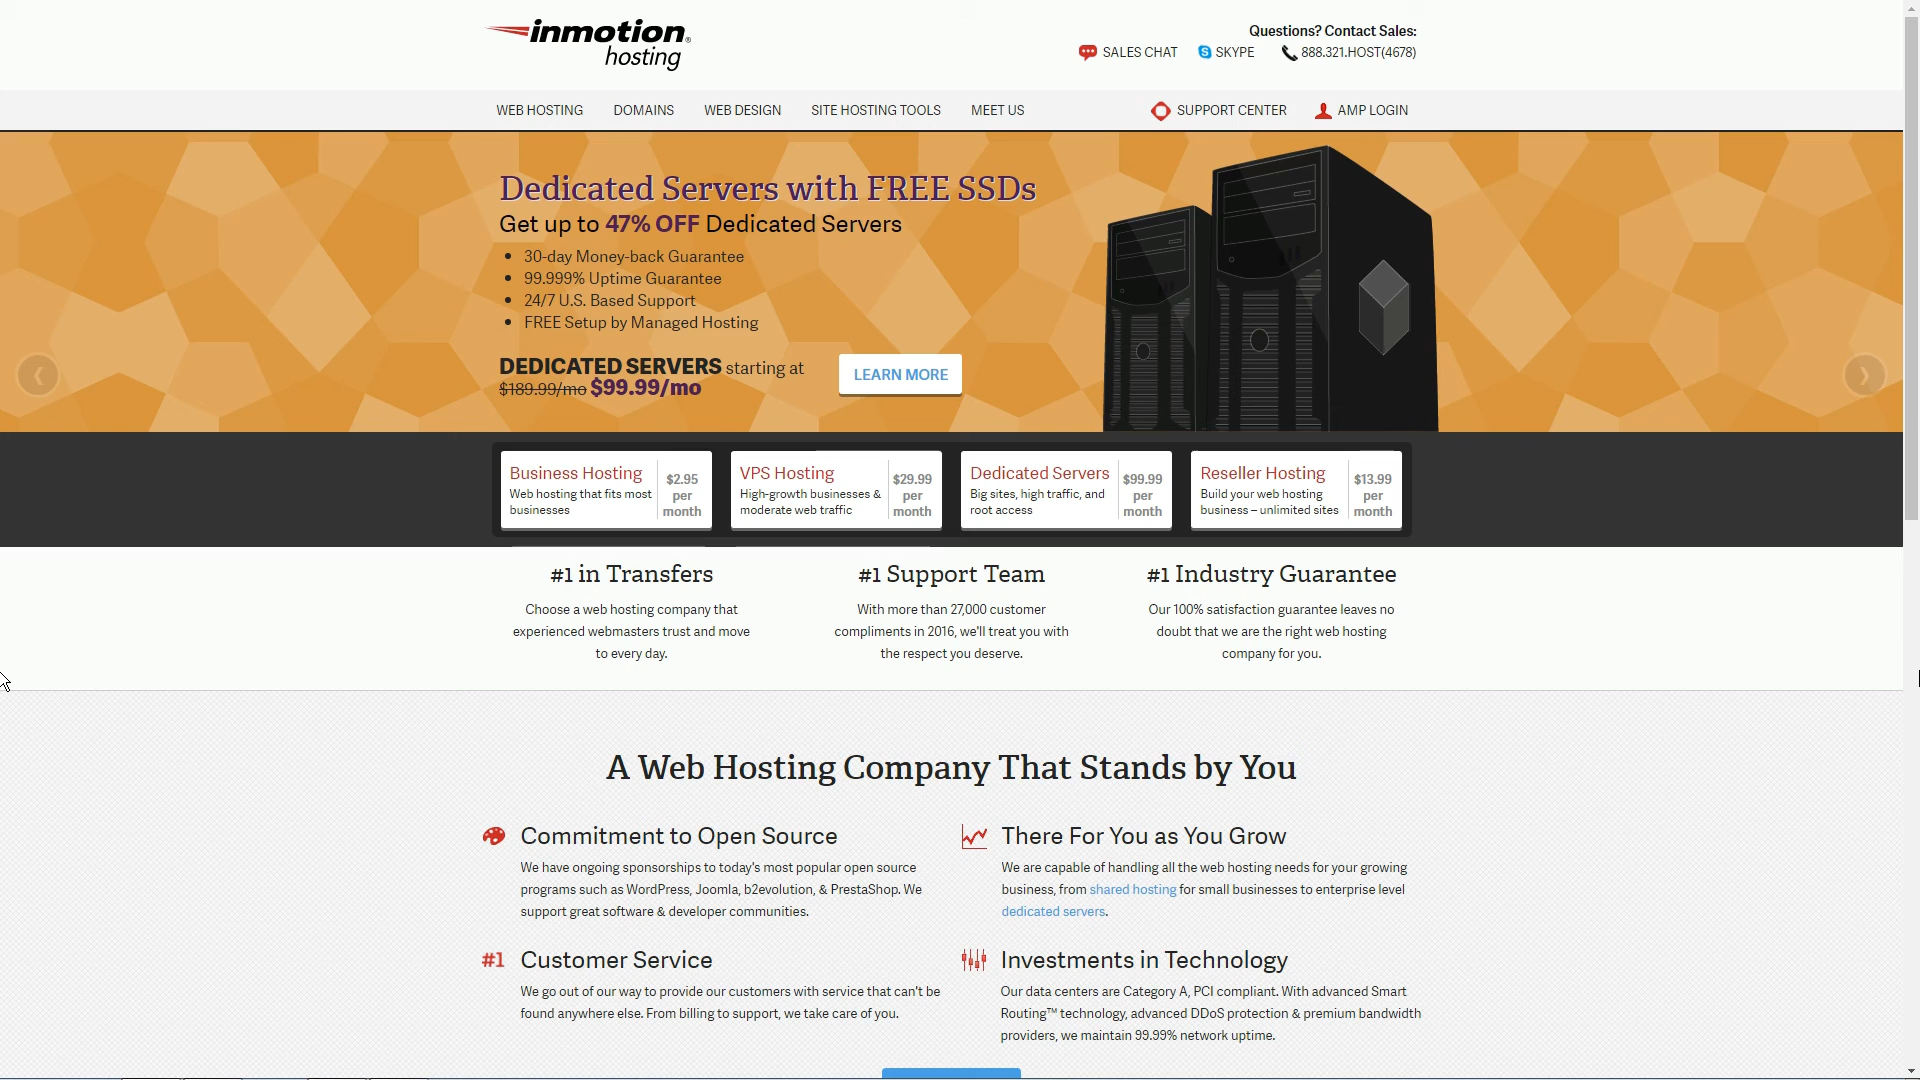 inmotion®
hosting
Questions? Contact Sales:
SALES CHAT
SKYPE
888.321.HOST(4678)
WEB HOSTING
DOMAINS
WEB DESIGN
SITE HOSTING TOOLS
MEET US
SUPPORT CENTER
AMP LOGIN
Dedicated Servers with FREE SSDs
Get up to 47% OFF Dedicated Servers
• 30-day Money-back Guarantee
• 99.999% Uptime Guarantee
• 24/7 U.S. Based Support
• FREE Setup by Managed Hosting
DEDICATED SERVERS starting at
$189.99/mo $99.99/mo
LEARN MORE
Business Hosting
Web hosting that fits most
businesses
$2.95
per
month
VPS Hosting
High-growth businesses &
moderate web traffic
$29.99
per
month
Dedicated Servers
Big sites, high traffic, and
root access
$99.99
per
month
Reseller Hosting
Build your web hosting
business – unlimited sites
$13.99
per
month
#1 in Transfers
Choose a web hosting company that
experienced webmasters trust and move
to every day.
#1 Support Team
With more than 27,000 customer
compliments in 2016, we'll treat you with
the respect you deserve.
#1 Industry Guarantee
Our 100% satisfaction guarantee leaves no
doubt that we are the right web hosting
company for you.
A Web Hosting Company That Stands by You
Commitment to Open Source
We have ongoing sponsorships to today's most popular open source
programs such as WordPress, Joomla, b2evolution, & PrestaShop. We
support great software & developer communities.
There For You as You Grow
We are capable of handling all the web hosting needs for your growing
business, from shared hosting for small businesses to enterprise level
dedicated servers.
#1 Customer Service
We go out of our way to provide our customers with service that can't be
found anywhere else. From billing to support, we take care of you.
Investments in Technology
Our data centers are Category A, PCI compliant. With advanced Smart
Routing™ technology, advanced DDoS protection & premium bandwidth
providers, we maintain 99.99% network uptime.